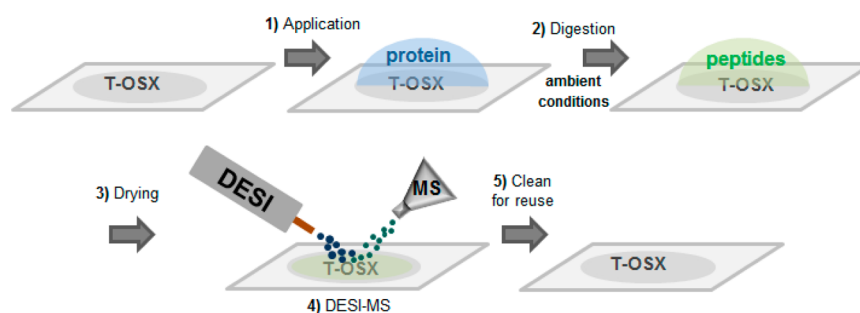 1) Application
T-OSX
protein
T-OSX
2) Digestion
ambient
conditions
peptides
T-OSX
3) Drying
DESI
MS
T-OSX
4) DESI-MS
5) Clean
for reuse
T-OSX